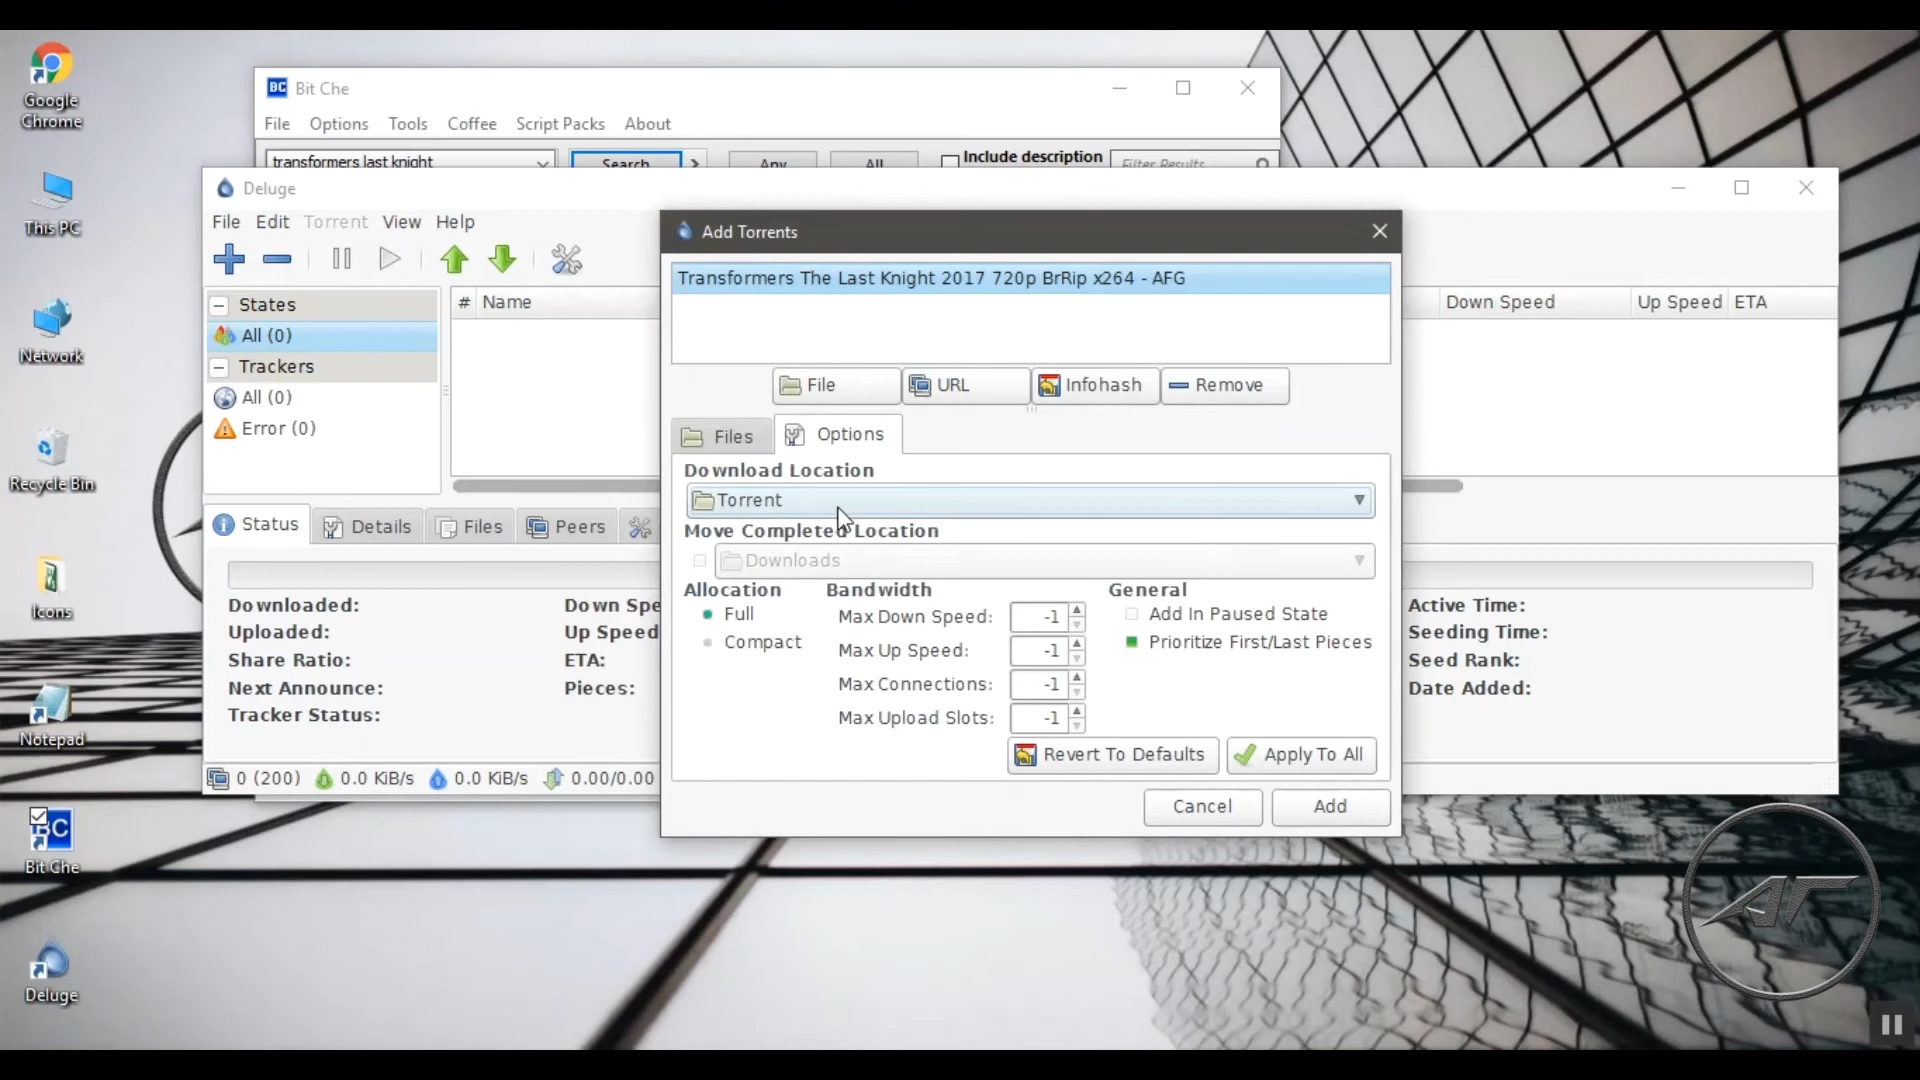 Google
Chrome
This PC
Network
Recycle Bin
Icons
Notepad
BC
Bit Che
Deluge
BC Bit Che
File Options Tools Coffee Script Packs About
transformers last knight Search > Any All Include description Filter Results
Deluge
File Edit Torrent View Help
States
All (0)
Trackers
All (0)
Error (0)
# Name Down Speed Up Speed ETA
Status Details Files Peers
Downloaded: Down Spe Active Time:
Uploaded: Up Speed Seeding Time:
Share Ratio: ETA: Seed Rank:
Next Announce: Pieces: Date Added:
Tracker Status:
0 (200) 0.0 KiB/s 0.0 KiB/s 0.00/0.00
Add Torrents
Transformers The Last Knight 2017 720p BrRip x264 - AFG
File URL Infohash Remove
Files Options
Download Location
Torrent
Move Completed Location
Downloads
Allocation Bandwidth General
Full Max Down Speed: -1 Add In Paused State
Compact Max Up Speed: -1 Prioritize First/Last Pieces
Max Connections: -1
Max Upload Slots: -1
Revert To Defaults Apply To All
Cancel Add